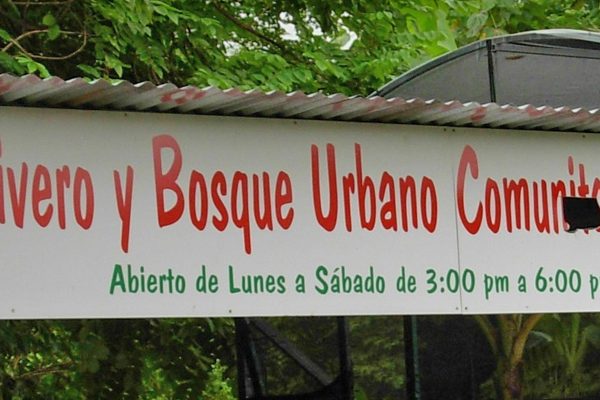 ivero y Bosque Urbano Comunit
Abierto de Lunes a Sábado de 3:00 pm a 6:00 p